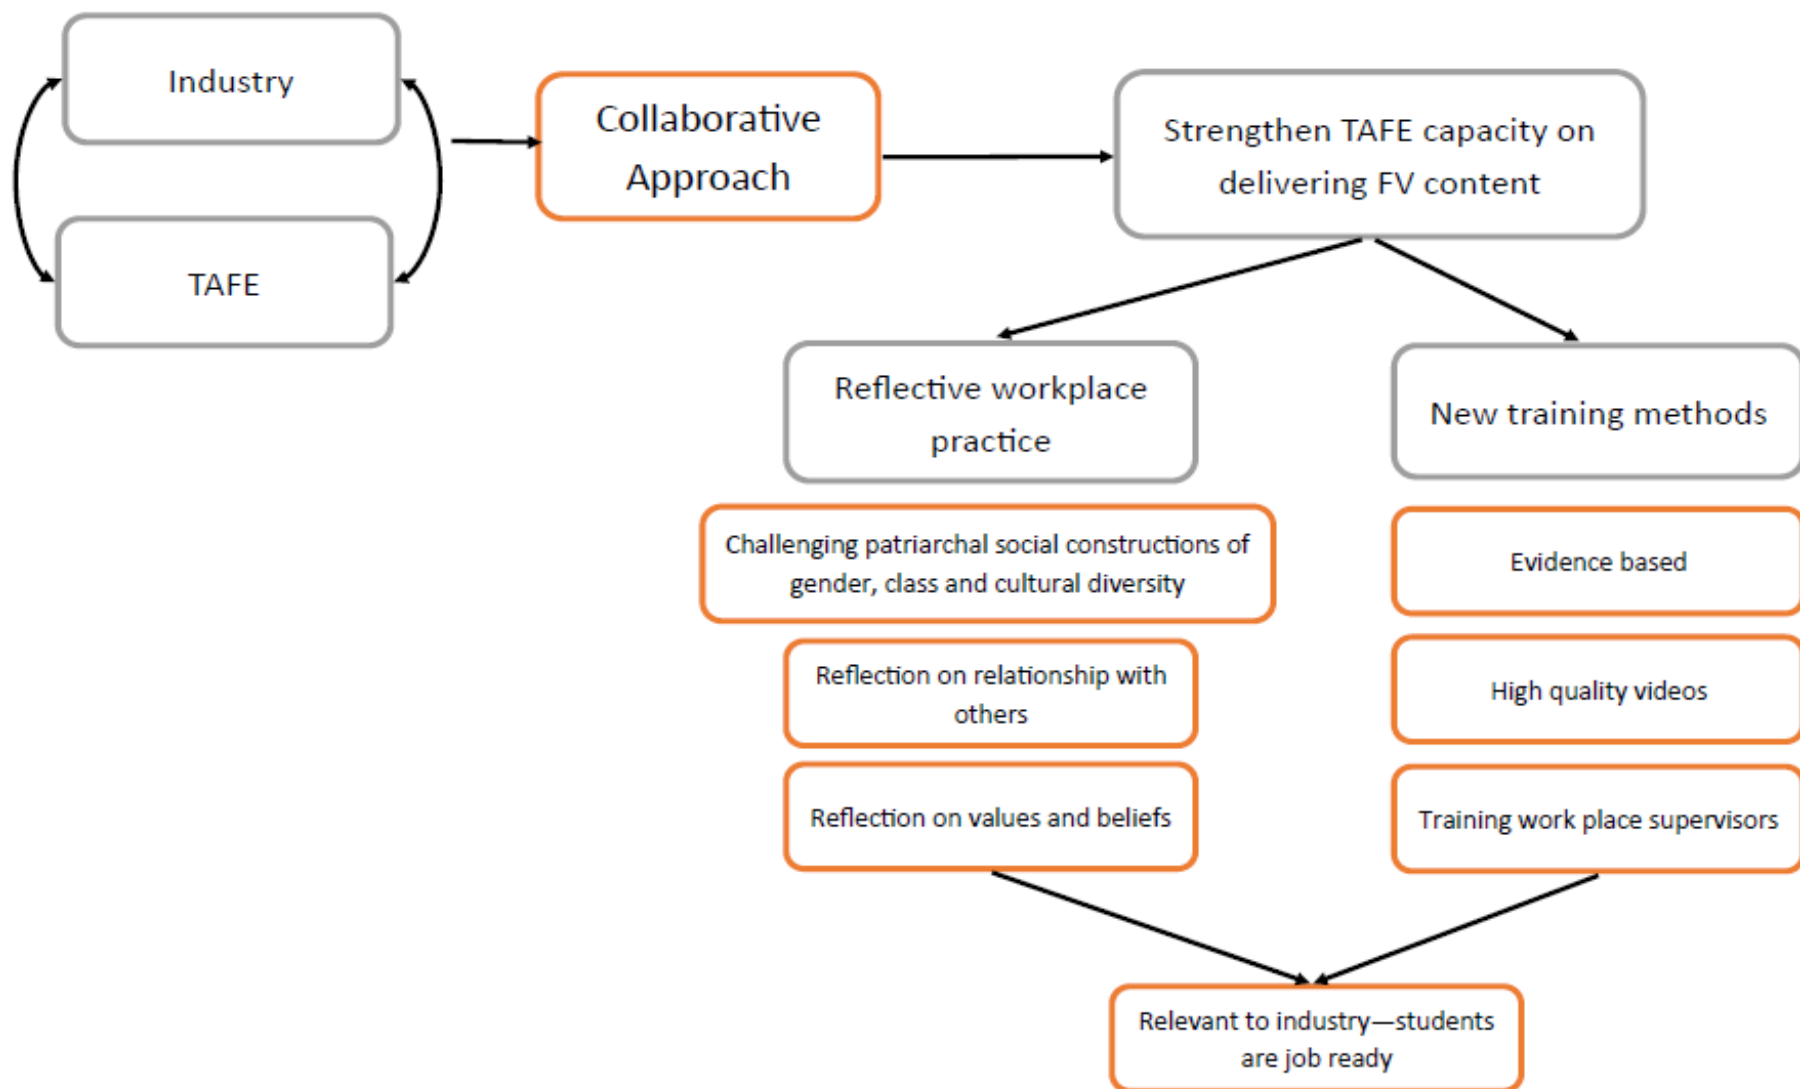 Industry
TAFE
Collaborative
Approach
Strengthen TAFE capacity on
delivering FV content
Reflective workplace
practice
Challenging patriarchal social constructions of
gender, class and cultural diversity
Reflection on relationship with
others
Reflection on values and beliefs
New training methods
Evidence based
High quality videos
Training work place supervisors
Relevant to industry—students
are job ready